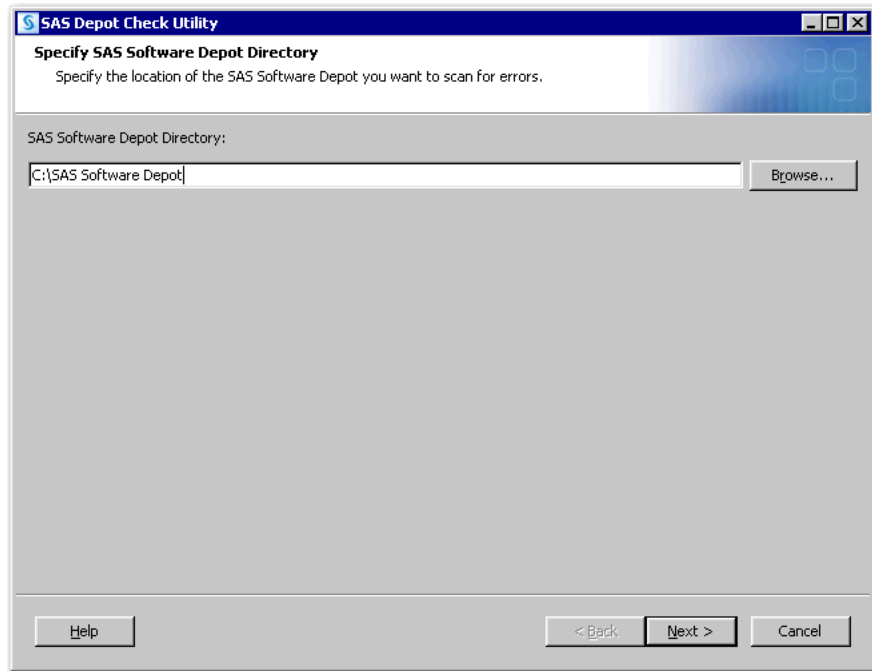 SAS Depot Check Utility
Specify SAS Software Depot Directory
Specify the location of the SAS Software Depot you want to scan for errors.
SAS Software Depot Directory:
C:\SAS Software Depot
Browse...
Help
< Back
Next >
Cancel